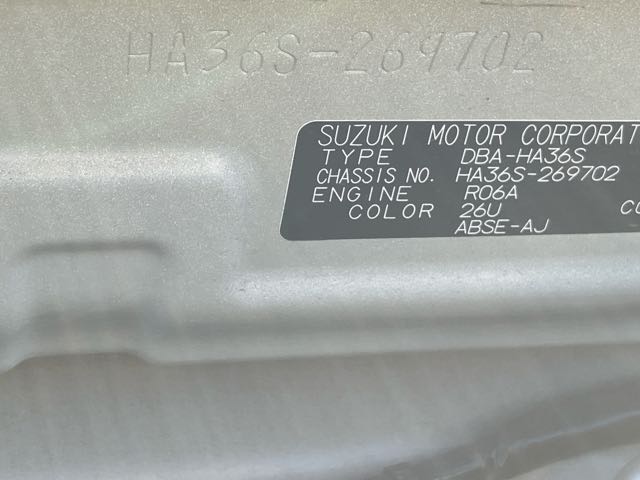 HA36S-269702
SUZUKI MOTOR CORPORAT
TYPE DBA-HA36S
CHASSIS NO. HA36S-269702
ENGINE R06A
COLOR 26U
ABSE-AJ